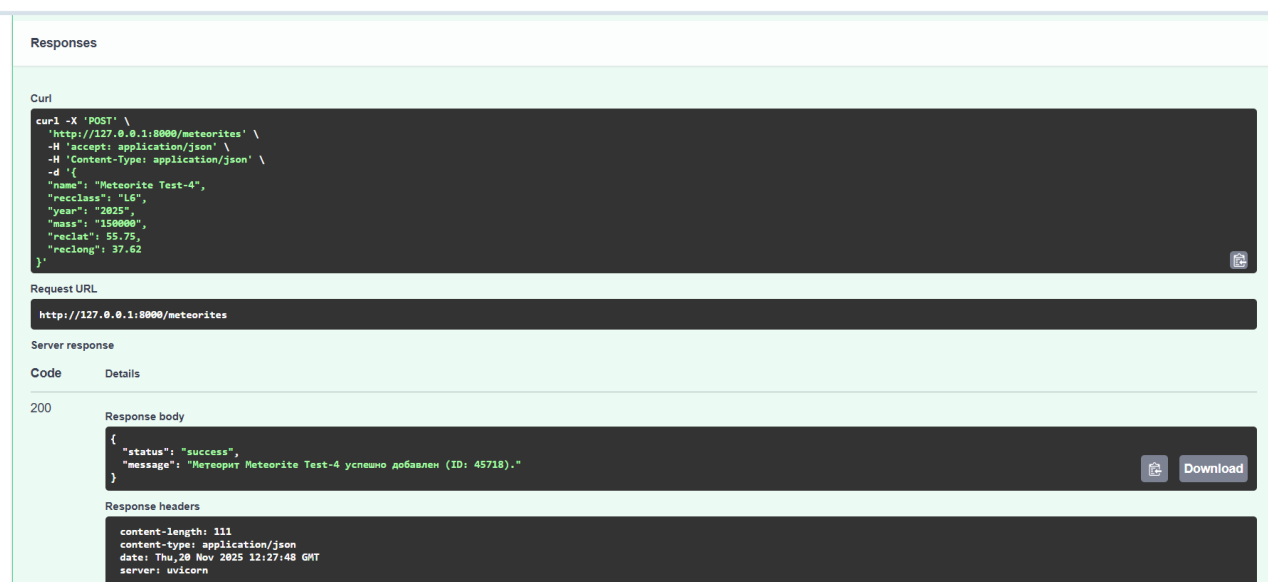 Responses
Curl
curl -X 'POST' \
  'http://127.0.0.1:8000/meteorites' \
  -H 'accept: application/json' \
  -H 'Content-Type: application/json' \
  -d '{
  "name": "Meteorite Test-4",
  "recclass": "L6",
  "year": "2025",
  "mass": "150000",
  "reclat": 55.75,
  "reclong": 37.62
}'
Request URL
http://127.0.0.1:8000/meteorites
Server response
Code Details
200
Response body
{
  "status": "success",
  "message": "Метеорит Meteorite Test-4 успешно добавлен (ID: 45718)."
}
Download
Response headers
content-length: 111
content-type: application/json
date: Thu,20 Nov 2025 12:27:48 GMT
server: uvicorn